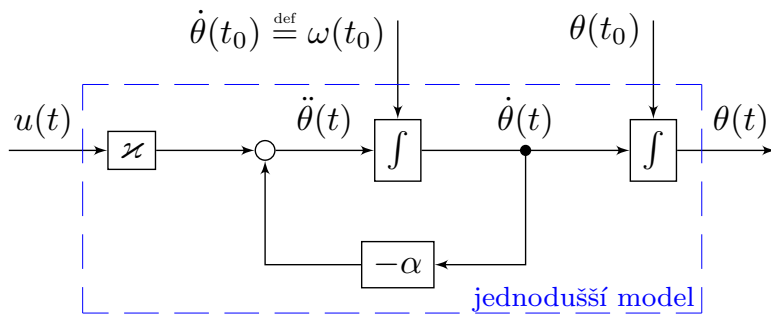 θ̇(t₀) ≝ ω(t₀)
θ(t₀)
u(t)
ϰ
θ̈(t)
∫
θ̇(t)
∫
θ(t)
−α
jednodušší model